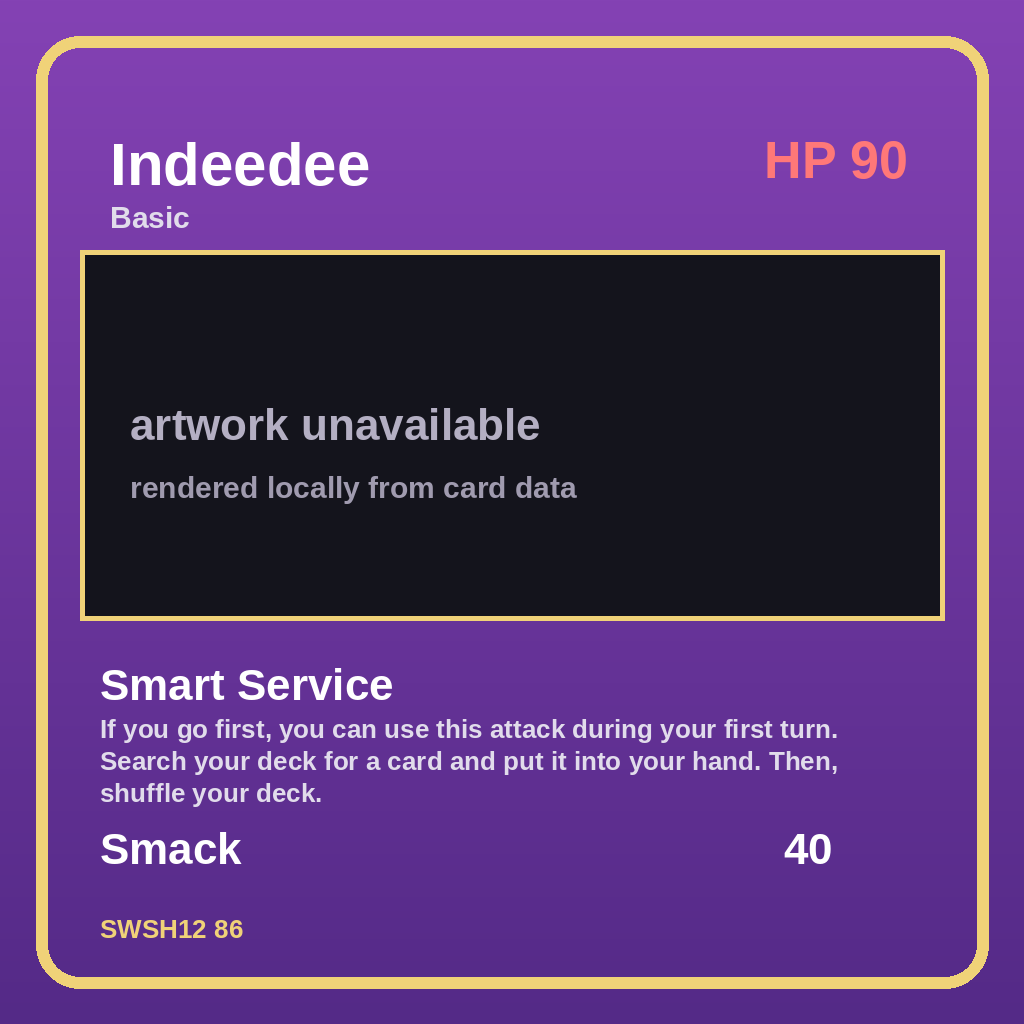 Indeedee
HP 90
Basic
artwork unavailable
rendered locally from card data
Smart Service
If you go first, you can use this attack during your first turn.
Search your deck for a card and put it into your hand. Then,
shuffle your deck.
Smack 40
SWSH12 86